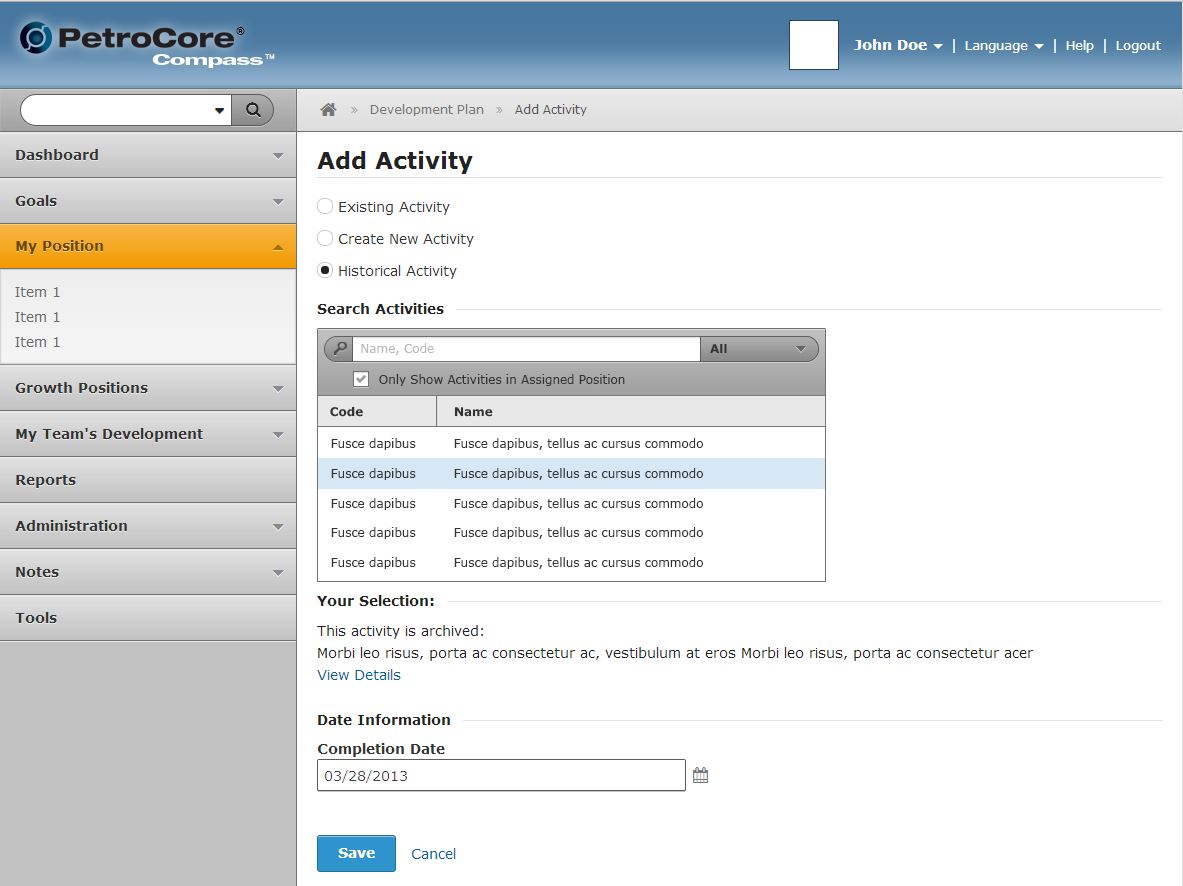 PetroCore®
Compass™
John Doe | Language | Help | Logout
» Development Plan » Add Activity
Dashboard
Goals
My Position
Item 1
Item 1
Item 1
Growth Positions
My Team's Development
Reports
Administration
Notes
Tools
Add Activity
Existing Activity
Create New Activity
Historical Activity
Search Activities
Name, Code All
Only Show Activities in Assigned Position
Code Name
Fusce dapibus Fusce dapibus, tellus ac cursus commodo
Fusce dapibus Fusce dapibus, tellus ac cursus commodo
Fusce dapibus Fusce dapibus, tellus ac cursus commodo
Fusce dapibus Fusce dapibus, tellus ac cursus commodo
Fusce dapibus Fusce dapibus, tellus ac cursus commodo
Your Selection:
This activity is archived:
Morbi leo risus, porta ac consectetur ac, vestibulum at eros Morbi leo risus, porta ac consectetur acer
View Details
Date Information
Completion Date
03/28/2013
Save Cancel